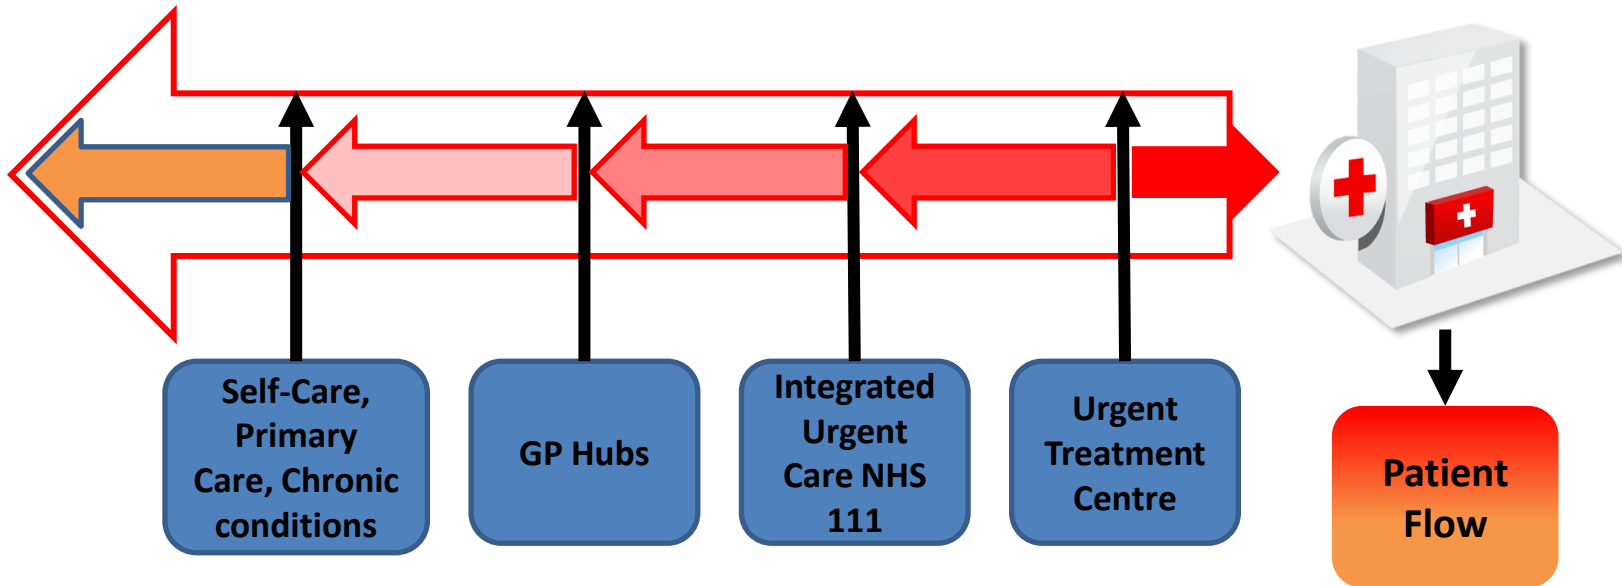 Self-Care,
Primary
Care, Chronic
conditions
GP Hubs
Integrated
Urgent
Care NHS
111
Urgent
Treatment
Centre
Patient
Flow